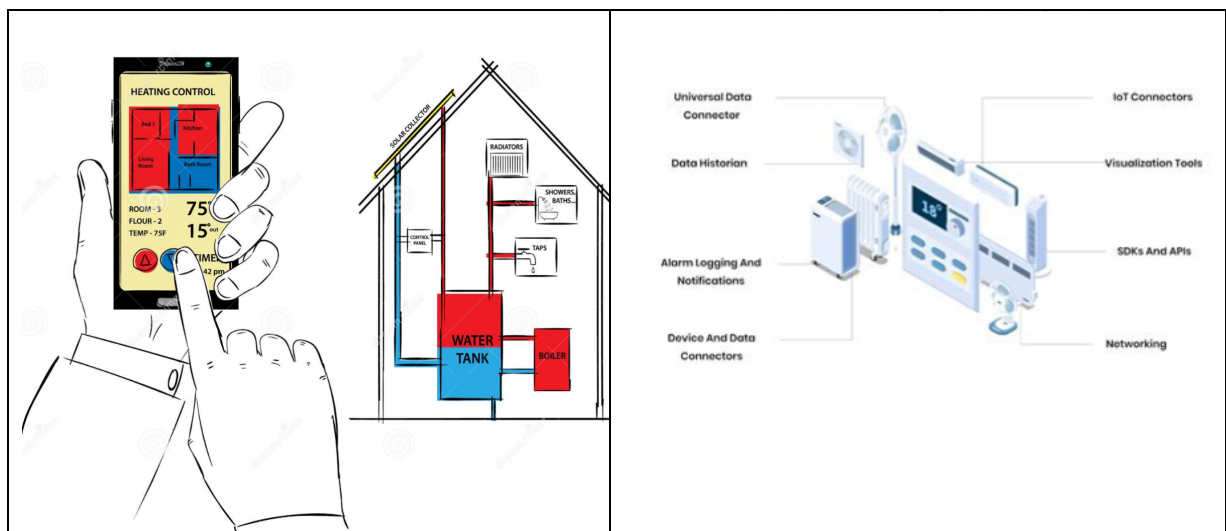 HEATING CONTROL
Kitchen
Living
Room
Bath Room
ROOM - 3
75°
FLOUR - 2
TEMP - 75F
15°out
TIME
42 pm
SOLAR COLLECTOR
RADIATORS
SHOWERS,
BATHS...
CONTROL
PANEL
TAPS
WATER
TANK
BOILER
Universal Data
Connector
Data Historian
Alarm Logging And
Notifications
Device And Data
Connectors
18°
IoT Connectors
Visualization Tools
SDKs And APIs
Networking